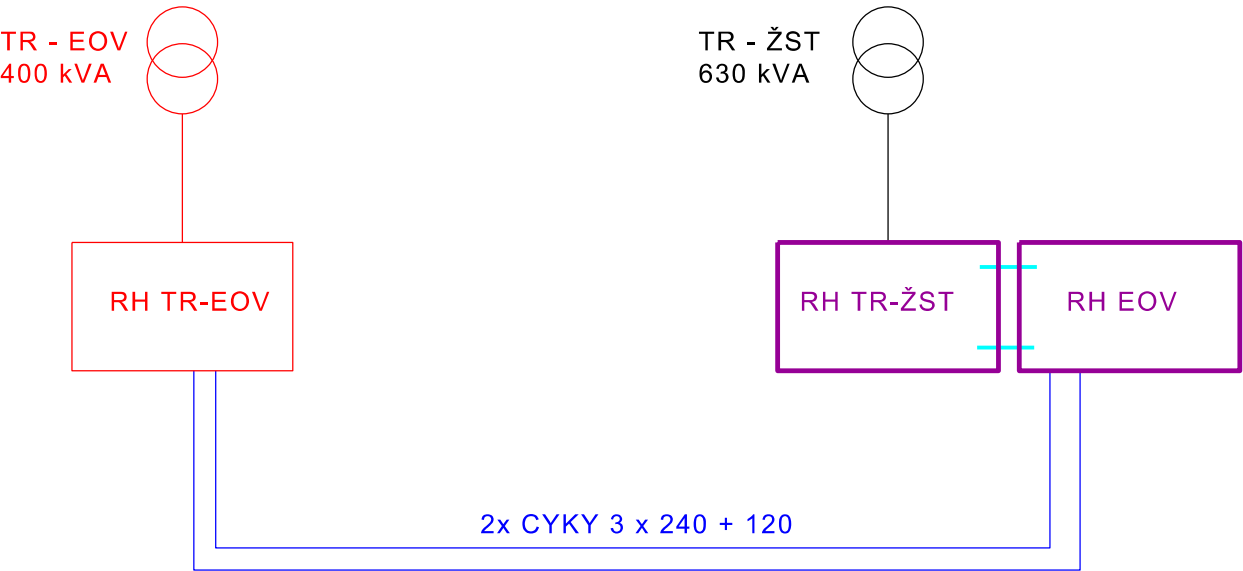 TR - EOV
400 kVA
TR - ŽST
630 kVA
RH TR-EOV
RH TR-ŽST
RH EOV
2x CYKY 3 x 240 + 120